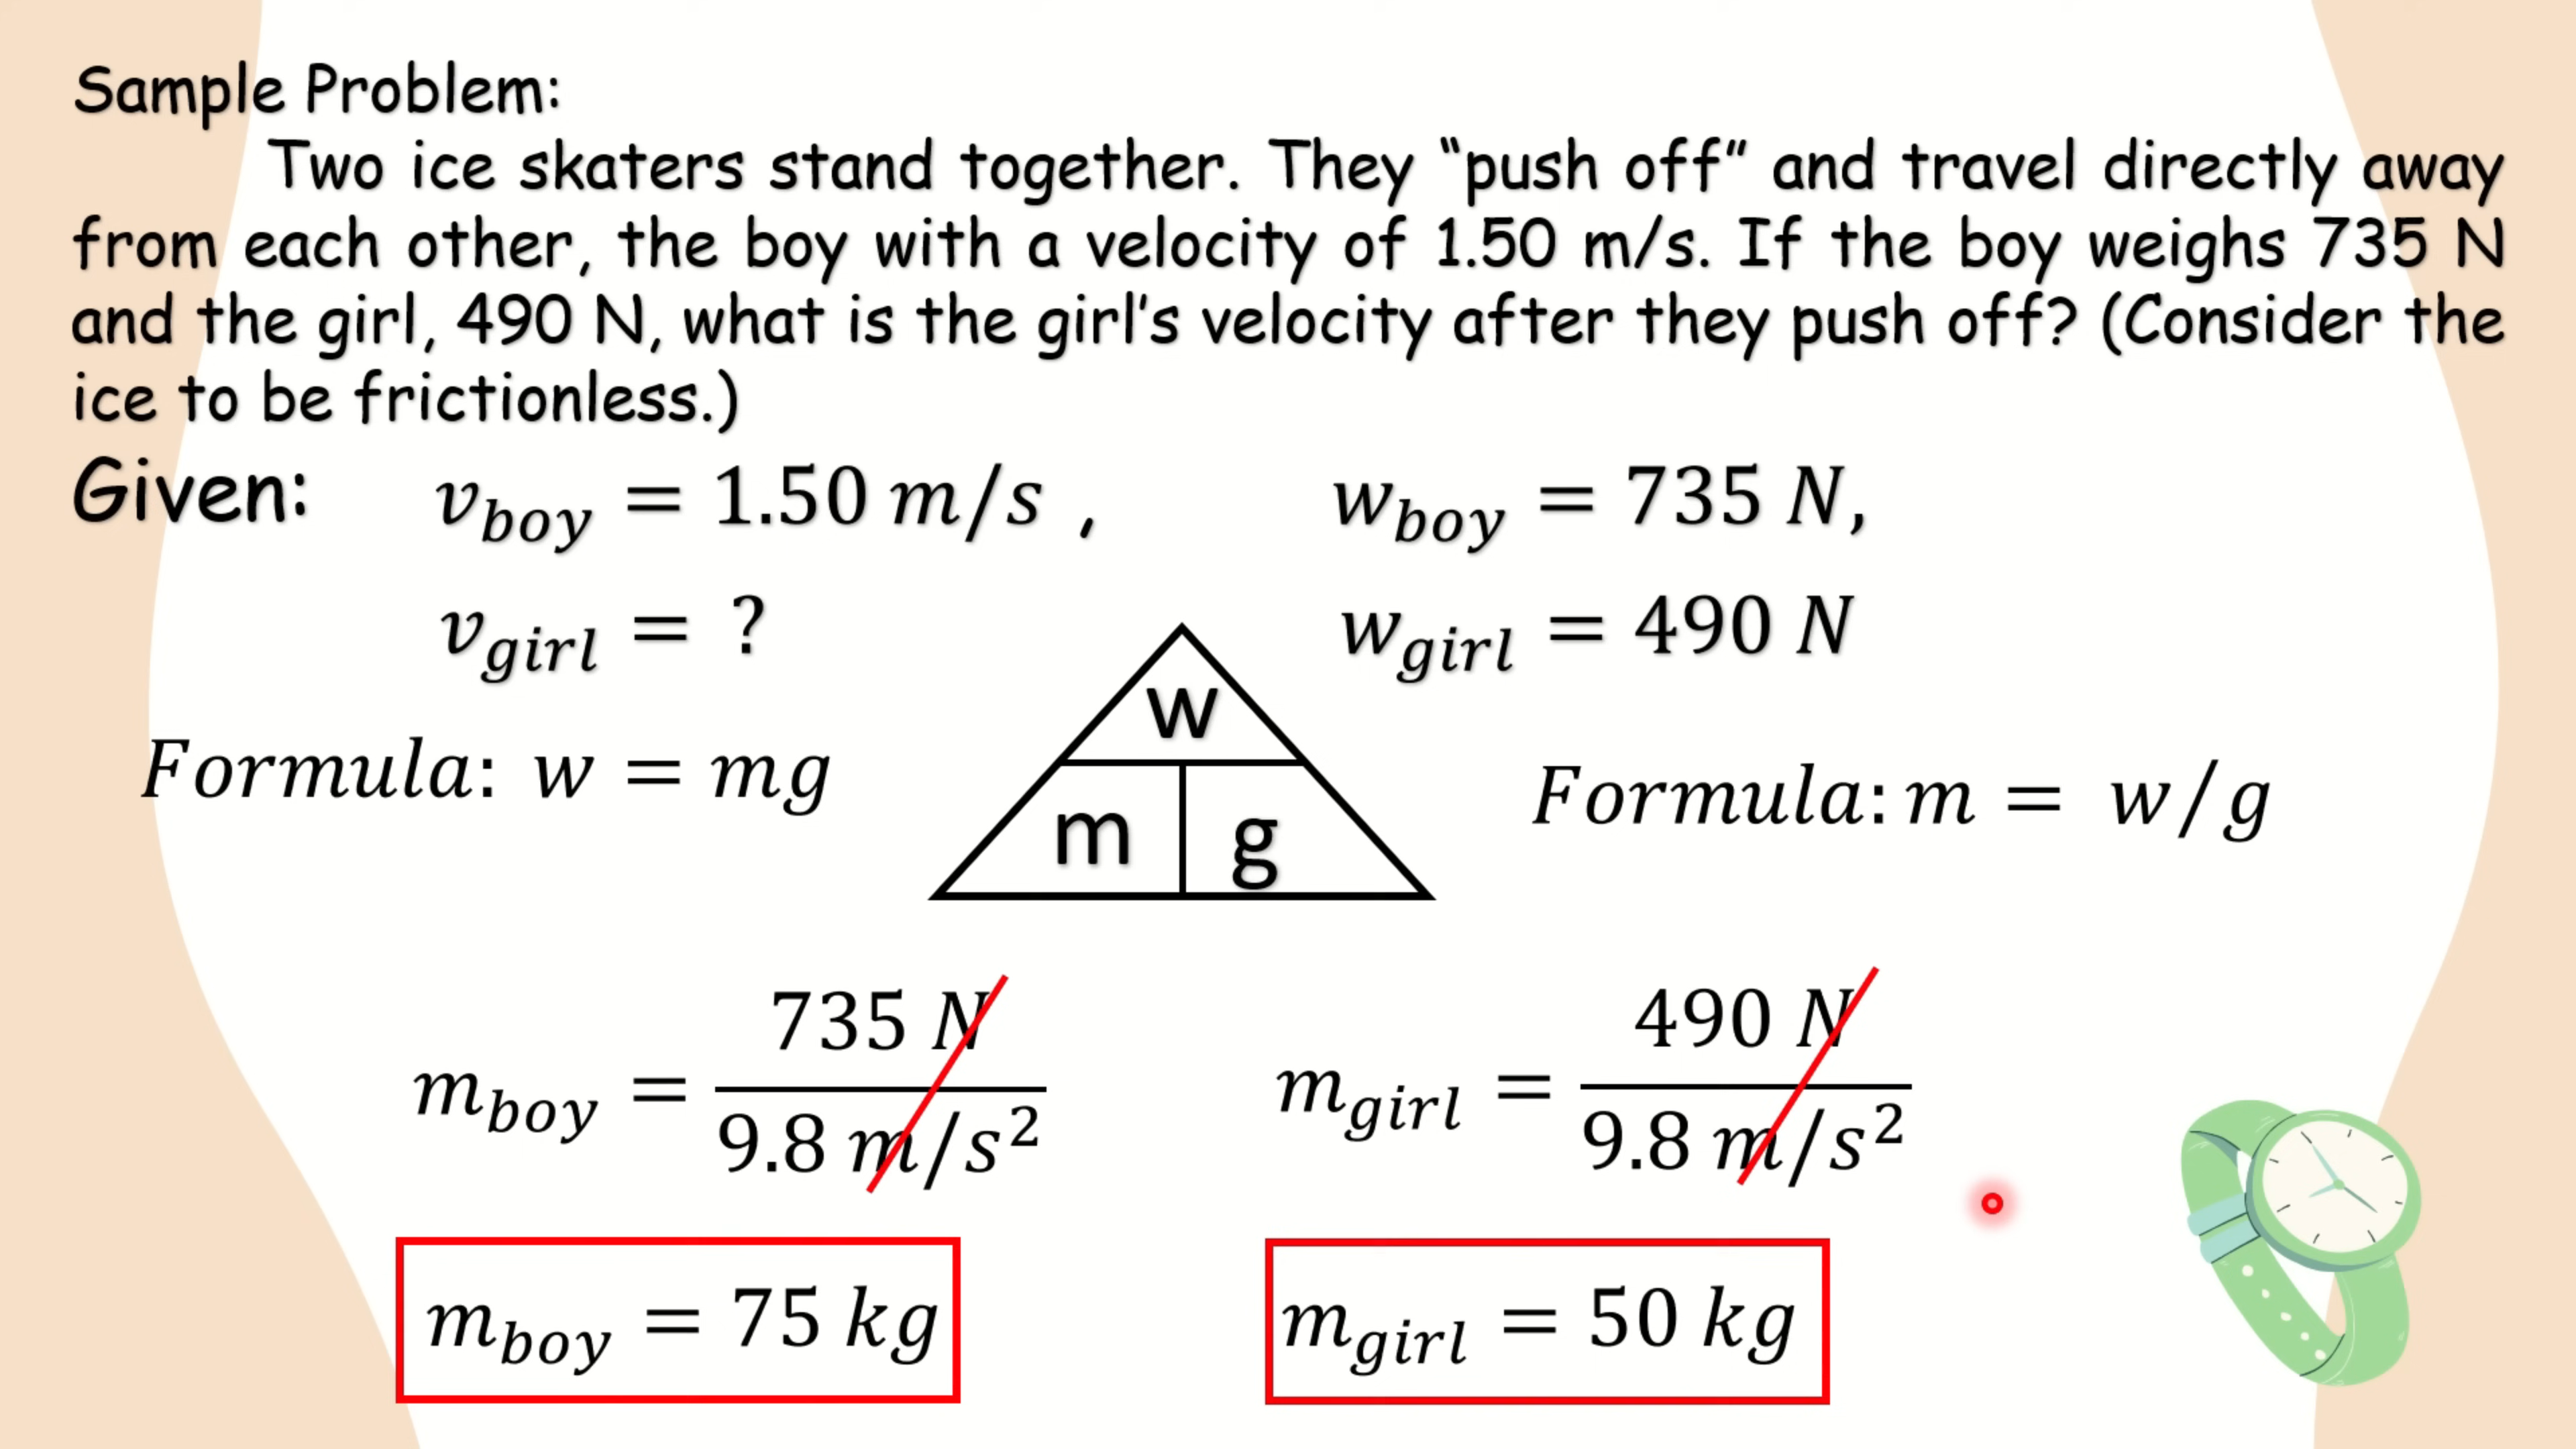 Sample Problem:
Two ice skaters stand together. They “push off” and travel directly away
from each other, the boy with a velocity of 1.50 m/s. If the boy weighs 735 N
and the girl, 490 N, what is the girl’s velocity after they push off? (Consider the
ice to be frictionless.)
Given: v_boy = 1.50 m/s , w_boy = 735 N,
v_girl = ? w_girl = 490 N
w
Formula: w = mg
m g
Formula: m = w/g
m_boy = 735 N / 9.8 m/s²
m_girl = 490 N / 9.8 m/s²
m_boy = 75 kg
m_girl = 50 kg